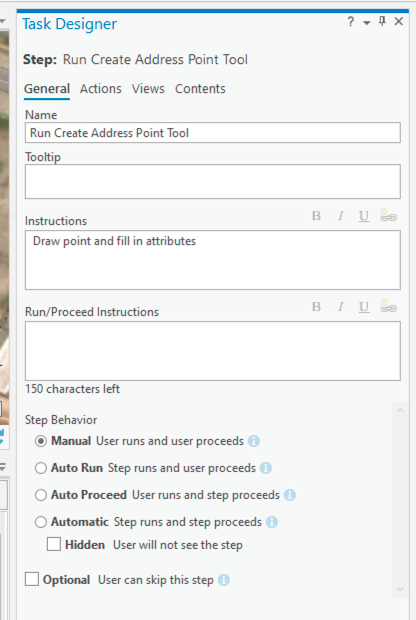 Task Designer ?
Step: Run Create Address Point Tool
General Actions Views Contents
Name
Run Create Address Point Tool
Tooltip
B I U
Instructions
Draw point and fill in attributes
B I U
Run/Proceed Instructions
150 characters left
Step Behavior
Manual User runs and user proceeds
Auto Run Step runs and user proceeds
Auto Proceed User runs and step proceeds
Automatic Step runs and step proceeds
Hidden User will not see the step
Optional User can skip this step